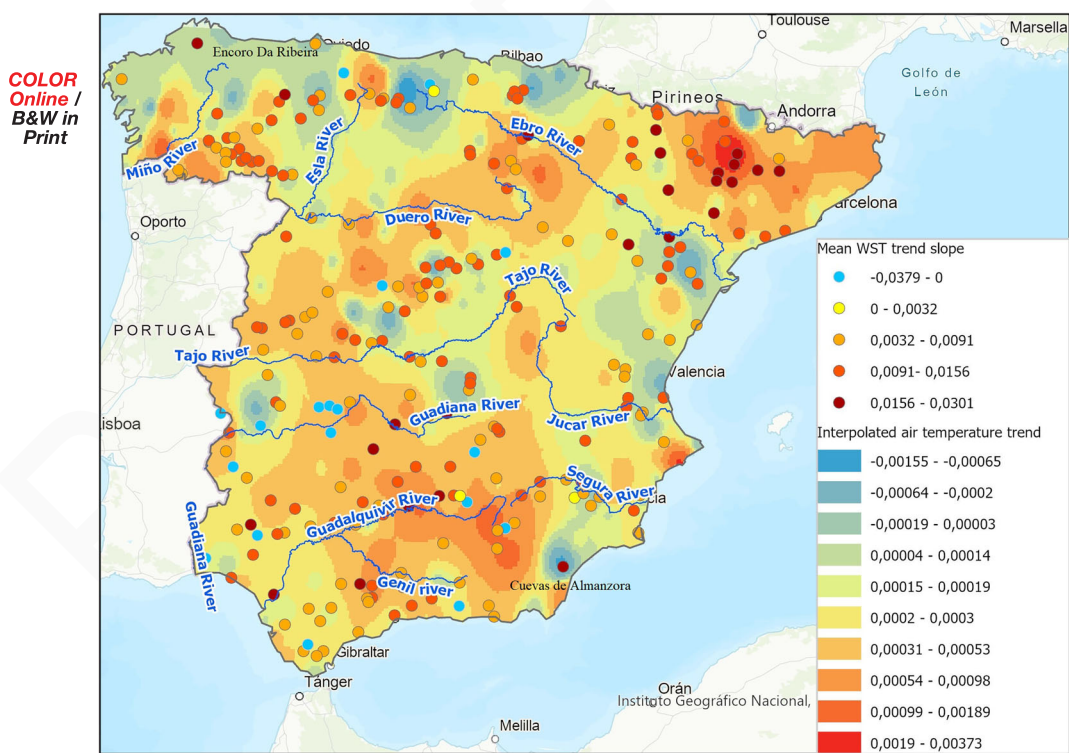 COLOR
Online /
B&W in
Print
Toulouse
Marsella
Oviedo
Encoro Da Ribeira
Bilbao
Golfo de
León
Pirineos
Andorra
Ebro River
Esla River
Miño River
Duero River
Oporto
arcelona
Tajo River
PORTUGAL
Tajo River
Valencia
Guadiana River
Jucar River
isboa
Segura River
cia
Guadalquivir River
Guadiana River
Genil river
Cuevas de Almanzora
Gibraltar
Tánger
Orán
Instituto Geográfico Nacional,
Melilla
Mean WST trend slope
-0,0379 - 0
0 - 0,0032
0,0032 - 0,0091
0,0091- 0,0156
0,0156 - 0,0301
Interpolated air temperature trend
-0,00155 - -0,00065
-0,00064 - -0,0002
-0,00019 - 0,00003
0,00004 - 0,00014
0,00015 - 0,00019
0,0002 - 0,0003
0,00031 - 0,00053
0,00054 - 0,00098
0,00099 - 0,00189
0,0019 - 0,00373